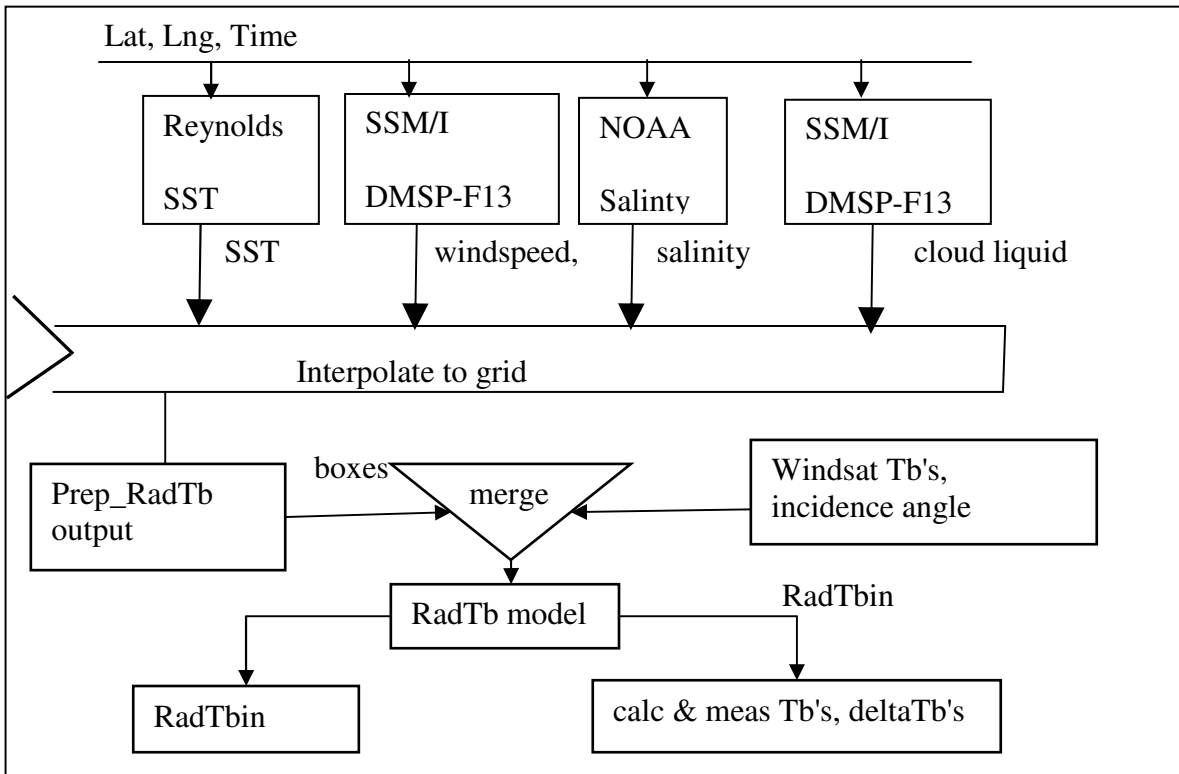 Lat, Lng, Time
Reynolds
SST
SSM/I
DMSP-F13
NOAA
Salinty
SSM/I
DMSP-F13
SST
windspeed,
salinity
cloud liquid
Interpolate to grid
Prep_RadTb
output
boxes
merge
Windsat Tb's,
incidence angle
RadTb model
RadTbin
RadTbin
calc & meas Tb's, deltaTb's